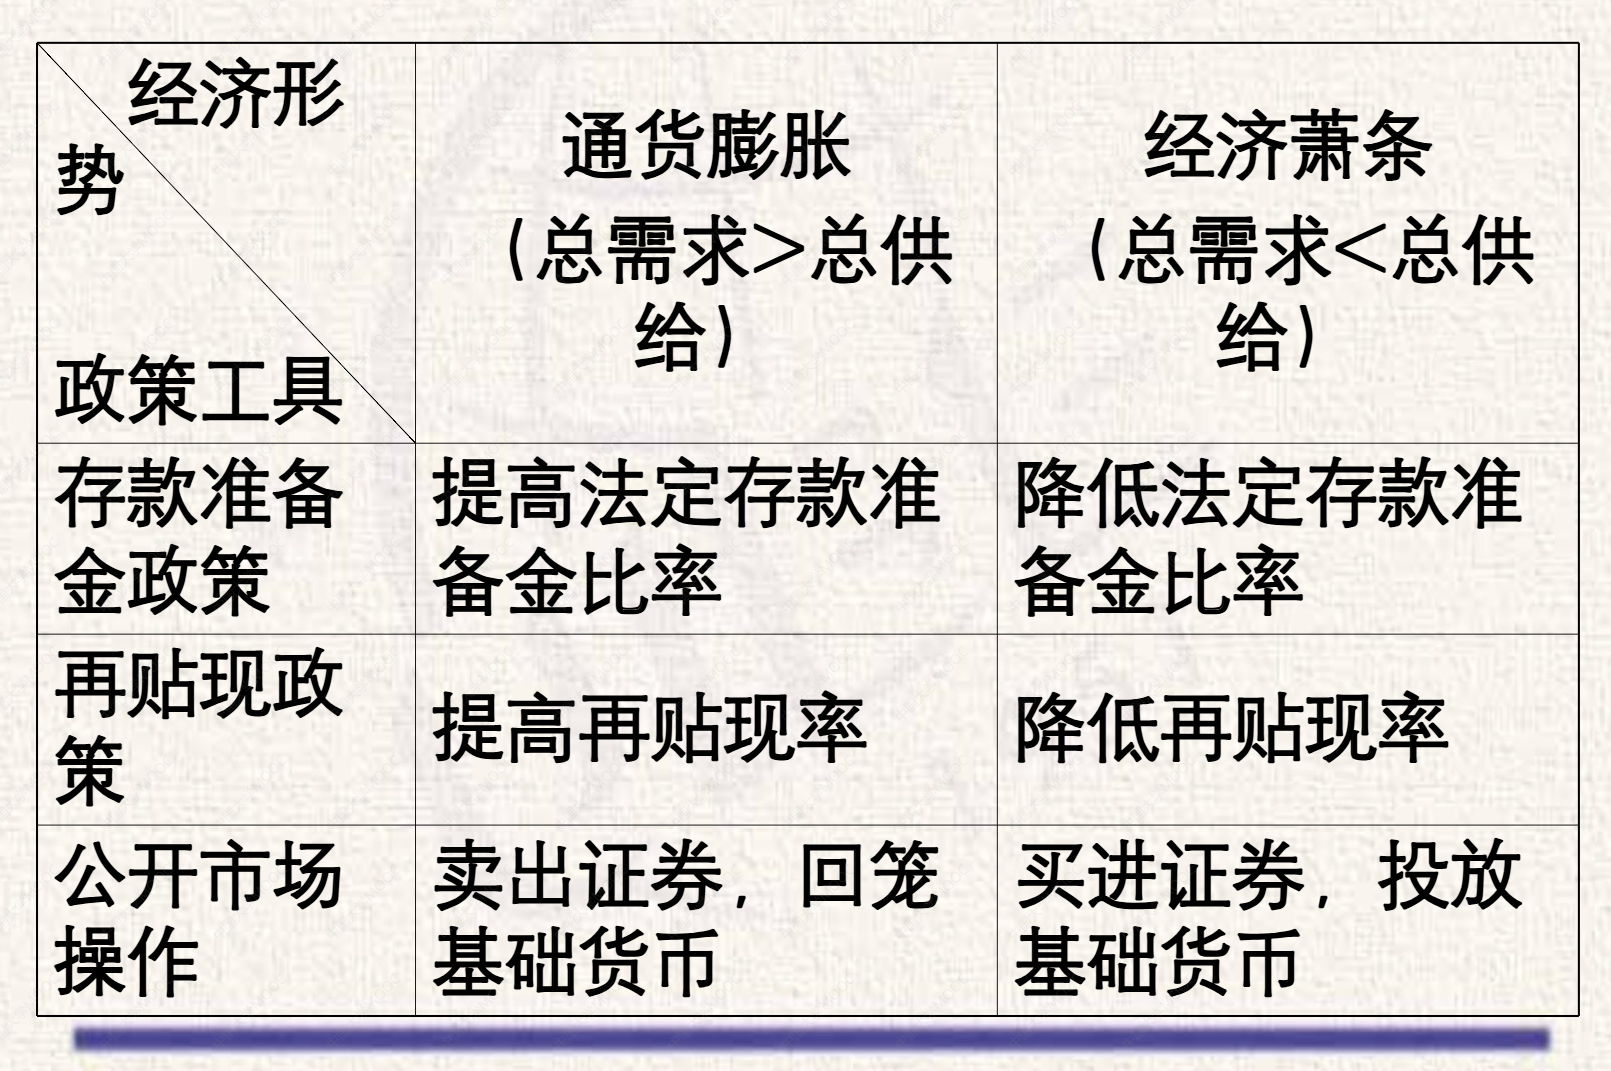 经济形
势
政策工具
通货膨胀
（总需求>总供
给）
经济萧条
（总需求<总供
给）
存款准备
金政策
提高法定存款准
备金比率
降低法定存款准
备金比率
再贴现政
策
提高再贴现率
降低再贴现率
公开市场
操作
卖出证券，回笼
基础货币
买进证券，投放
基础货币